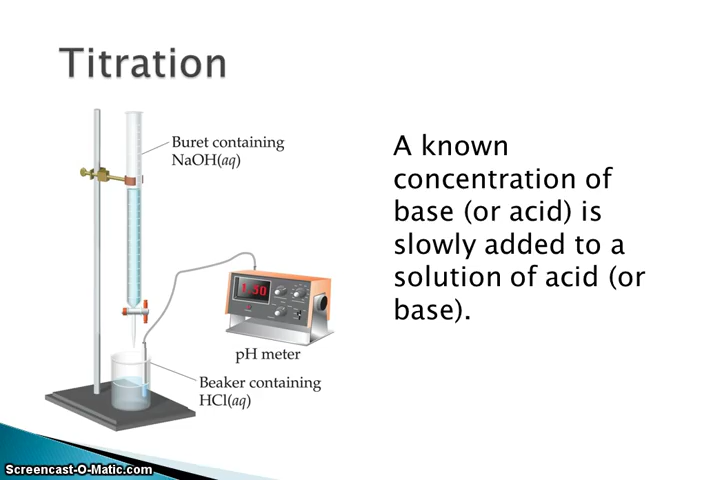 Titration
Buret containing
NaOH(aq)
A known
concentration of
base (or acid) is
slowly added to a
solution of acid (or
base).
1.30
pH meter
Beaker containing
HCl(aq)
Screencast-O-Matic.com